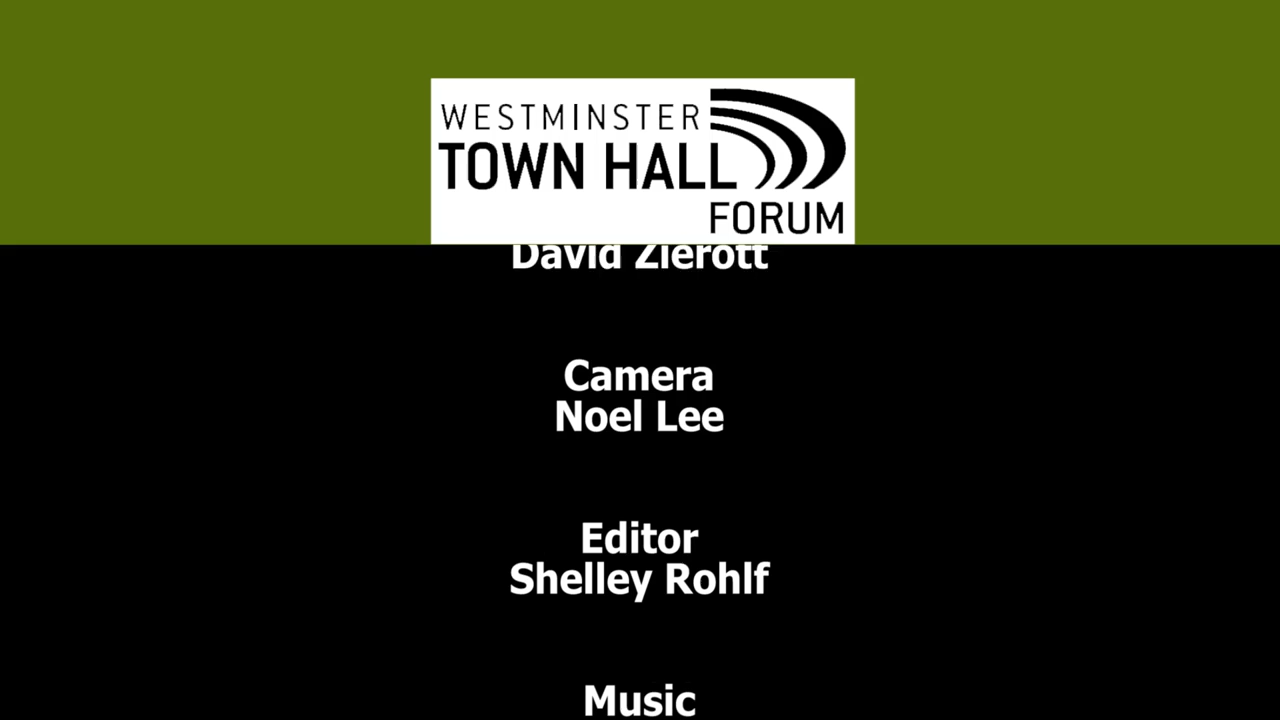 WESTMINSTER
TOWN HALL
FORUM
David Zierott
Camera
Noel Lee
Editor
Shelley Rohlf
Music